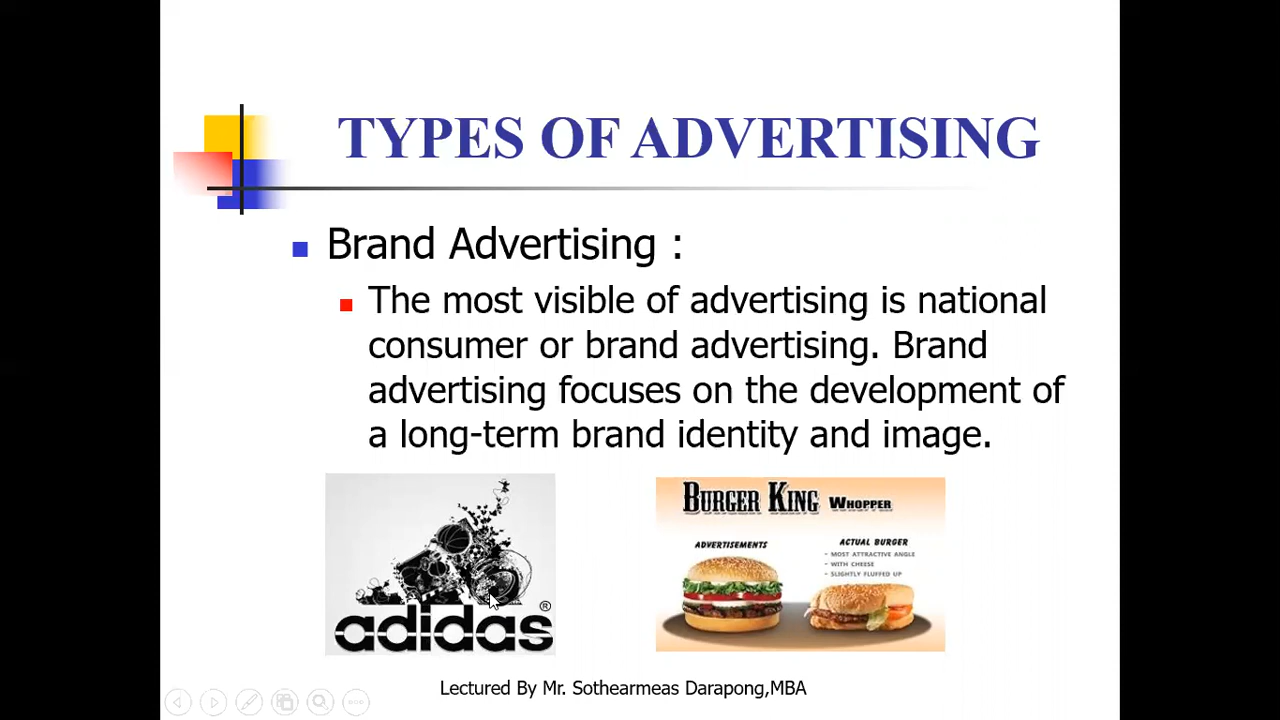 TYPES OF ADVERTISING
Brand Advertising :
The most visible of advertising is national
consumer or brand advertising. Brand
advertising focuses on the development of
a long-term brand identity and image.
adidas®
BURGER KING WHOPPER
ADVERTISEMENTS
ACTUAL BURGER
- MOST ATTRACTIVE ANGLE
- WITH CHEESE
- SLIGHTLY FLUFFED UP
Lectured By Mr. Sothearmeas Darapong,MBA